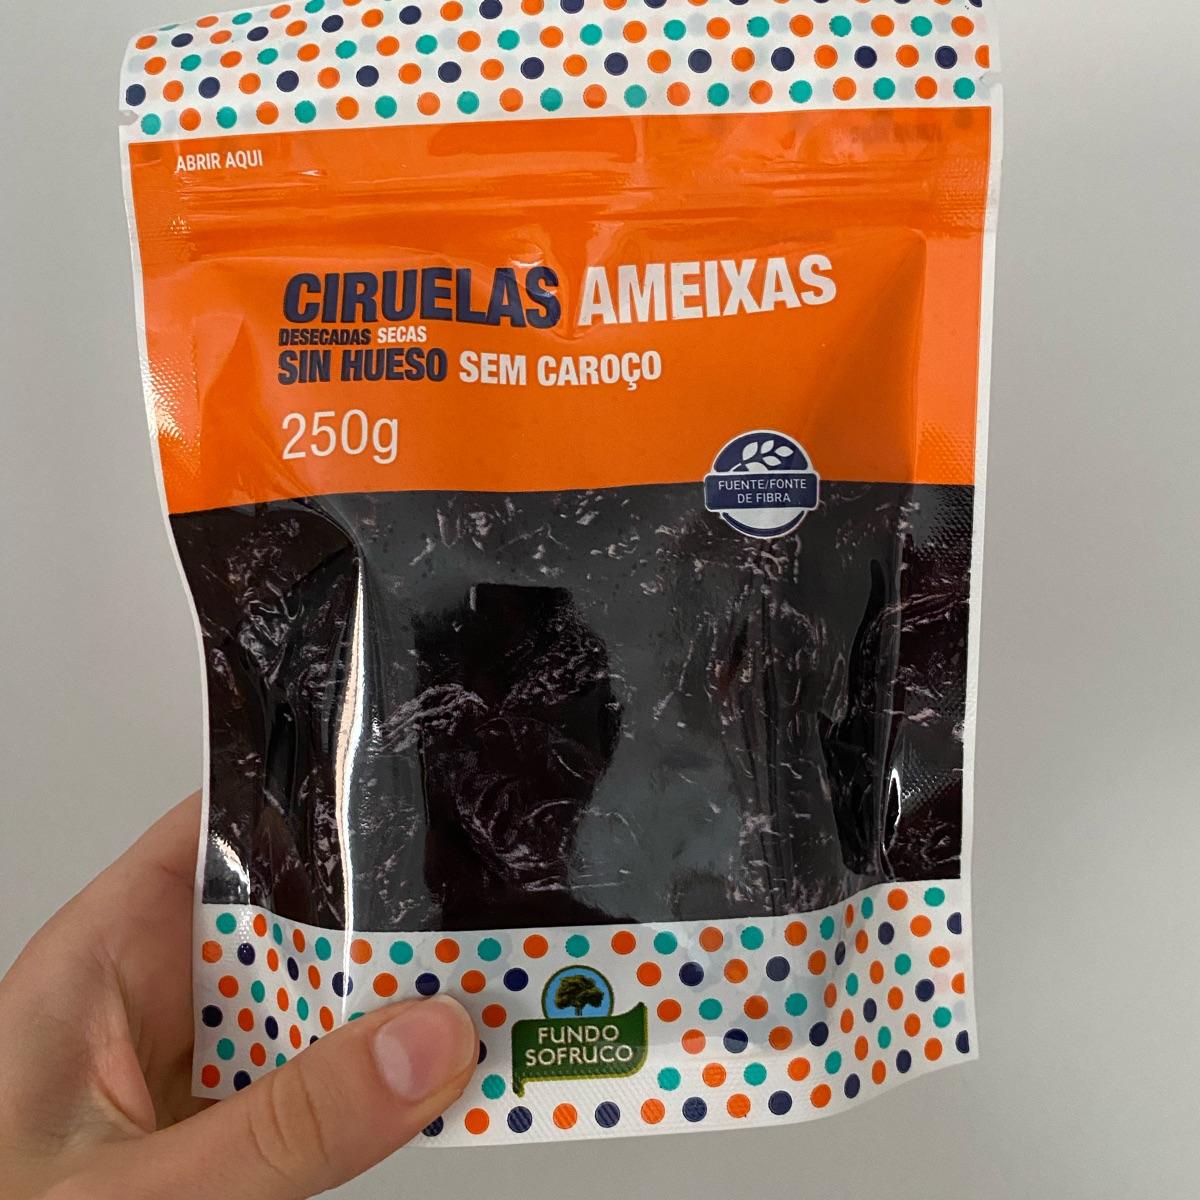 ABRIR AQUI
CIRUELAS AMEIXAS
DESECADAS SECAS
SIN HUESO SEM CAROÇO
250g
FUENTE/FONTE
DE FIBRA
FUNDO
SOFRUCO